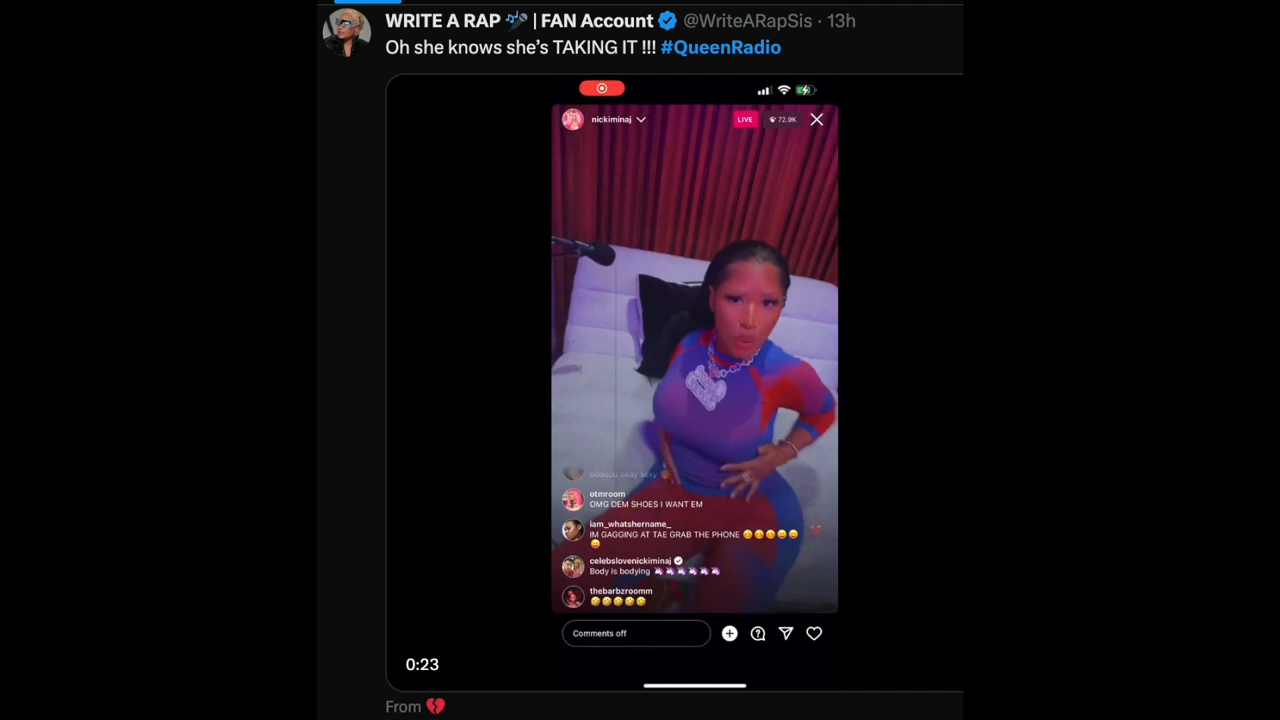 WRITE A RAP | FAN Account @WriteARapSis · 13h
Oh she knows she's TAKING IT !!! #QueenRadio
nickiminaj LIVE 72.9K
otmroom
OMG DEM SHOES I WANT EM
iam_whatshername_
IM GAGGING AT TAE GRAB THE PHONE
celebslovenickiminaj
Body is bodying
thebarbzroomm
Comments off
0:23
From